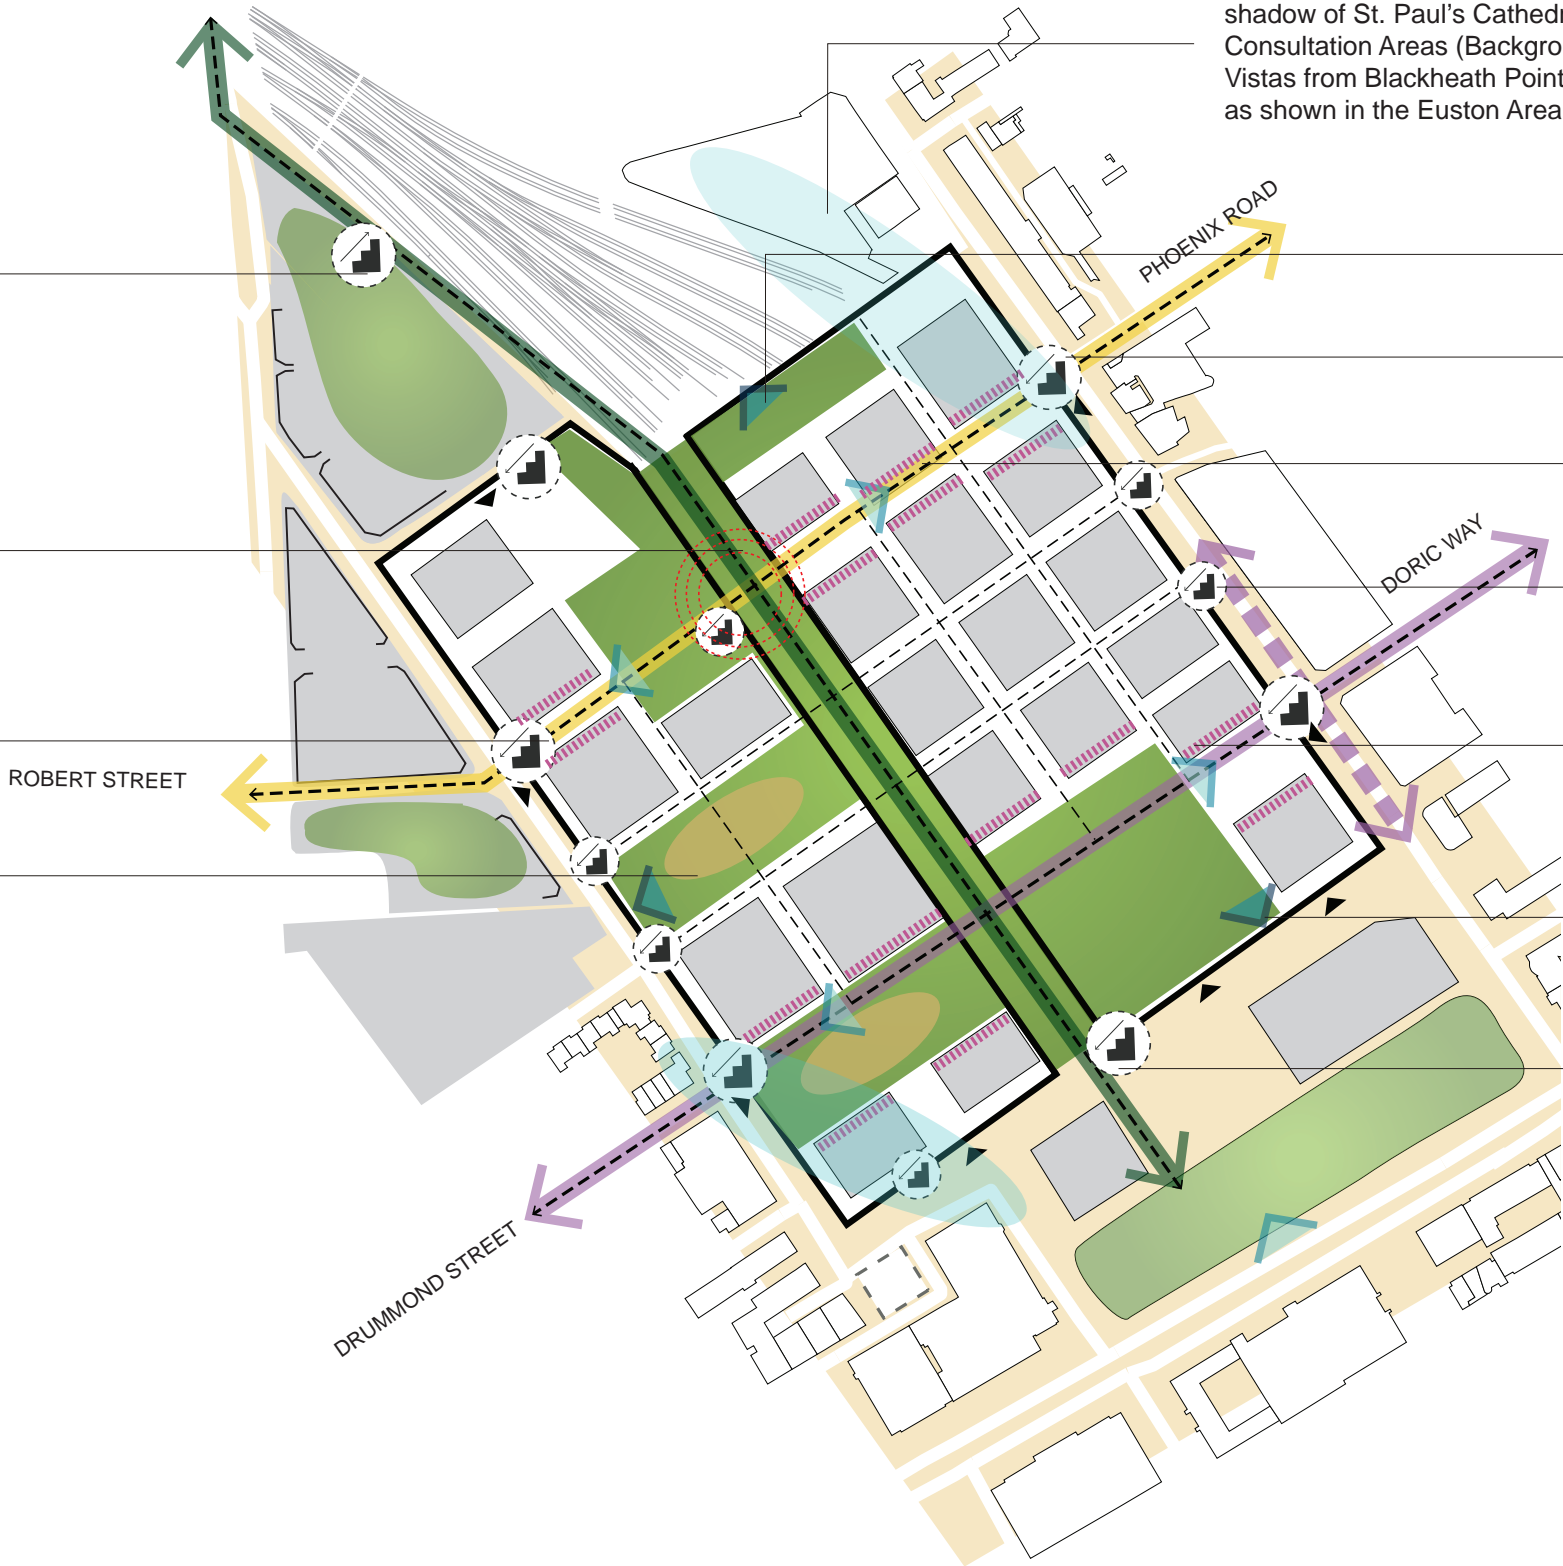 shadow of St. Paul's Cathedr
Consultation Areas (Backgro
Vistas from Blackheath Point
as shown in the Euston Area
PHOENIX ROAD
DORIC WAY
ROBERT STREET
DRUMMOND STREET